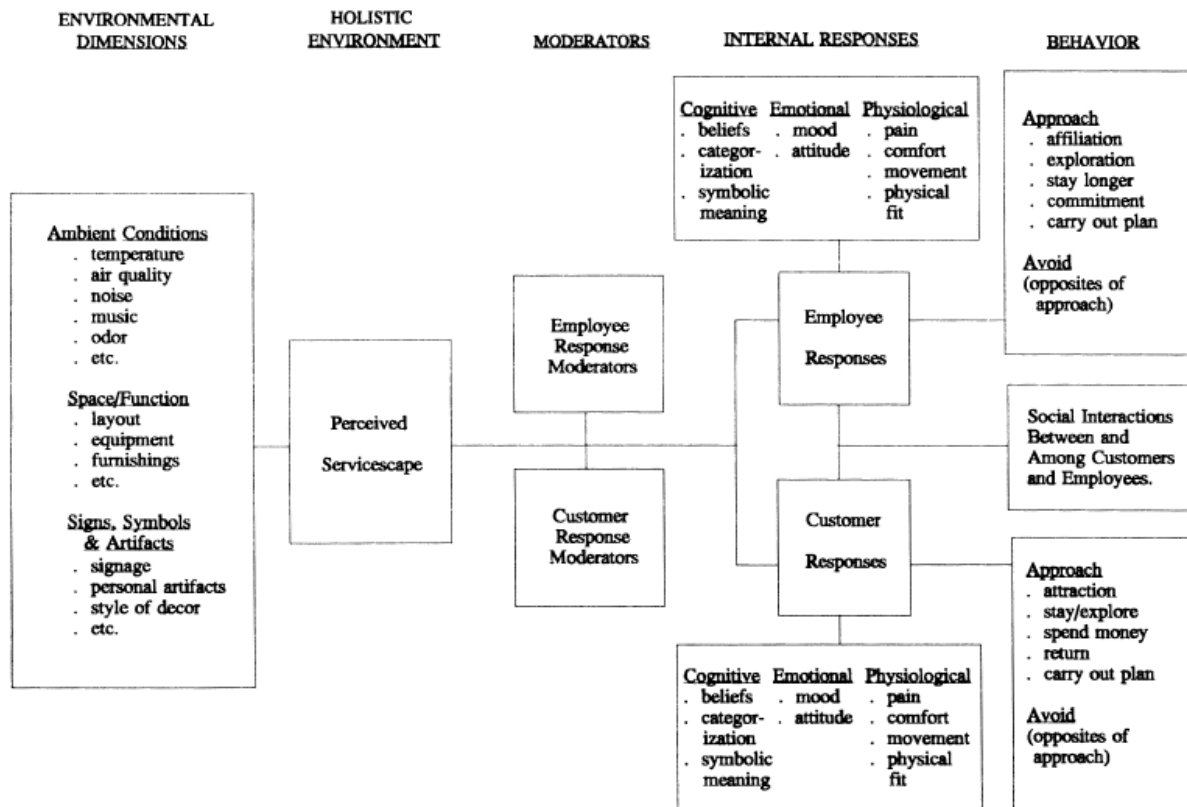 ENVIRONMENTAL
DIMENSIONS
HOLISTIC
ENVIRONMENT
MODERATORS
INTERNAL RESPONSES
BEHAVIOR
Ambient Conditions
. temperature
. air quality
. noise
. music
. odor
. etc.
Space/Function
. layout
. equipment
. furnishings
. etc.
Signs, Symbols
& Artifacts
. signage
. personal artifacts
. style of decor
. etc.
Perceived
Servicescape
Employee
Response
Moderators
Customer
Response
Moderators
Cognitive
. beliefs
. categor-
ization
. symbolic
meaning
Emotional
. mood
. attitude
Physiological
. pain
. comfort
. movement
. physical
fit
Employee
Responses
Customer
Responses
Cognitive
. beliefs
. categor-
ization
. symbolic
meaning
Emotional
. mood
. attitude
Physiological
. pain
. comfort
. movement
. physical
fit
Approach
. affiliation
. exploration
. stay longer
. commitment
. carry out plan
Avoid
(opposites of
approach)
Social Interactions
Between and
Among Customers
and Employees.
Approach
. attraction
. stay/explore
. spend money
. return
. carry out plan
Avoid
(opposites of
approach)